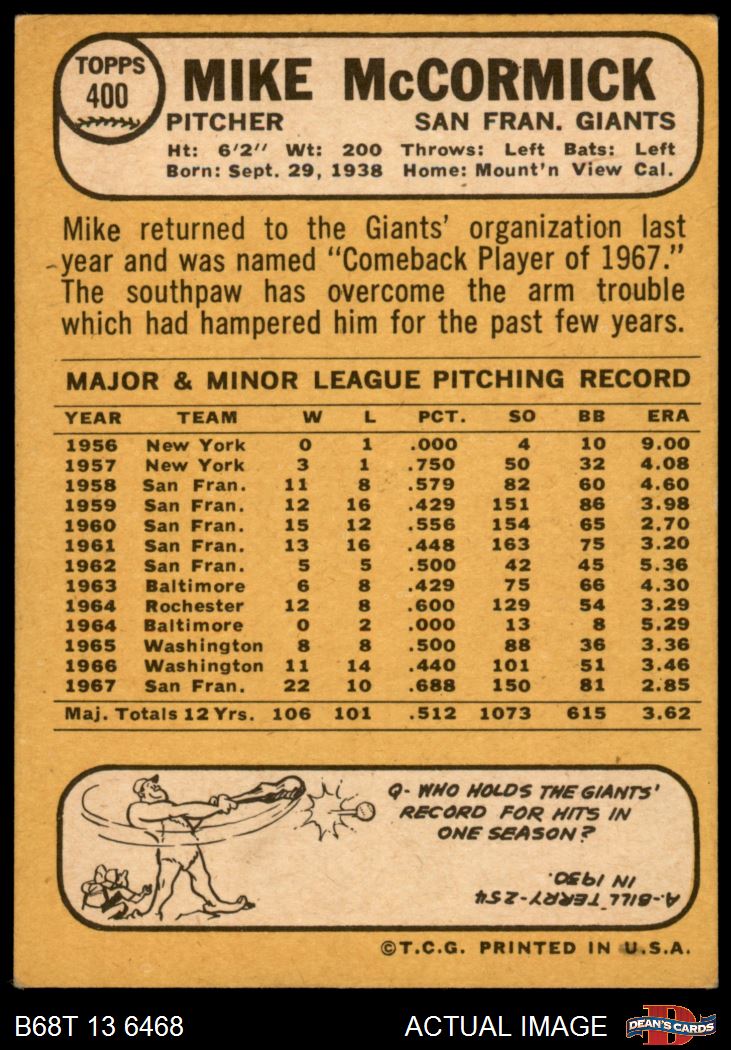 TOPPS
400
MIKE McCORMICK
PITCHER SAN FRAN. GIANTS
Ht: 6'2" Wt: 200 Throws: Left Bats: Left
Born: Sept. 29, 1938 Home: Mount'n View Cal.
Mike returned to the Giants' organization last
year and was named "Comeback Player of 1967."
The southpaw has overcome the arm trouble
which had hampered him for the past few years.
MAJOR & MINOR LEAGUE PITCHING RECORD
YEAR TEAM W L PCT. SO BB ERA
1956 New York 0 1 .000 4 10 9.00
1957 New York 3 1 .750 50 32 4.08
1958 San Fran. 11 8 .579 82 60 4.60
1959 San Fran. 12 16 .429 151 86 3.98
1960 San Fran. 15 12 .556 154 65 2.70
1961 San Fran. 13 16 .448 163 75 3.20
1962 San Fran. 5 5 .500 42 45 5.36
1963 Baltimore 6 8 .429 75 66 4.30
1964 Rochester 12 8 .600 129 54 3.29
1964 Baltimore 0 2 .000 13 8 5.29
1965 Washington 8 8 .500 88 36 3.36
1966 Washington 11 14 .440 101 51 3.46
1967 San Fran. 22 10 .688 150 81 2.85
Maj. Totals 12 Yrs. 106 101 .512 1073 615 3.62
Q- WHO HOLDS THE GIANTS'
RECORD FOR HITS IN
ONE SEASON?
A-BILL TERRY-254
IN 1930.
©T.C.G. PRINTED IN U.S.A.
B68T 13 6468 ACTUAL IMAGE
D
DEAN'S CARDS